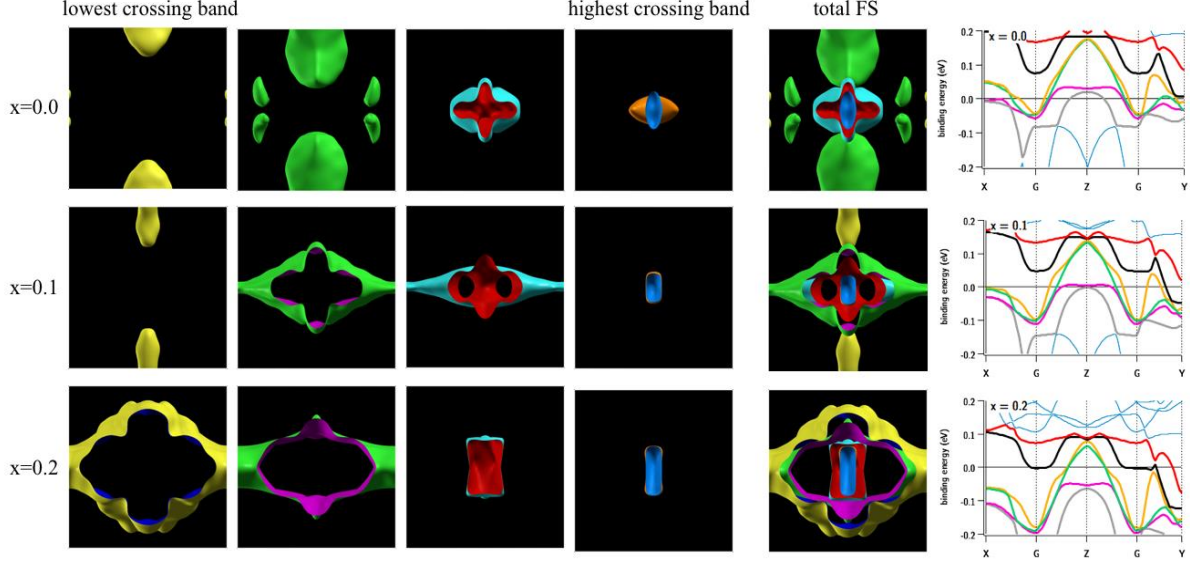 lowest crossing band highest crossing band total FS
x=0.0
x = 0.0
binding energy (eV)
0.2
0.1
0.0
-0.1
-0.2
X G Z G Y
x=0.1
x = 0.1
binding energy (eV)
0.2
0.1
0.0
-0.1
-0.2
X G Z G Y
x=0.2
x = 0.2
binding energy (eV)
0.2
0.1
0.0
-0.1
-0.2
X G Z G Y